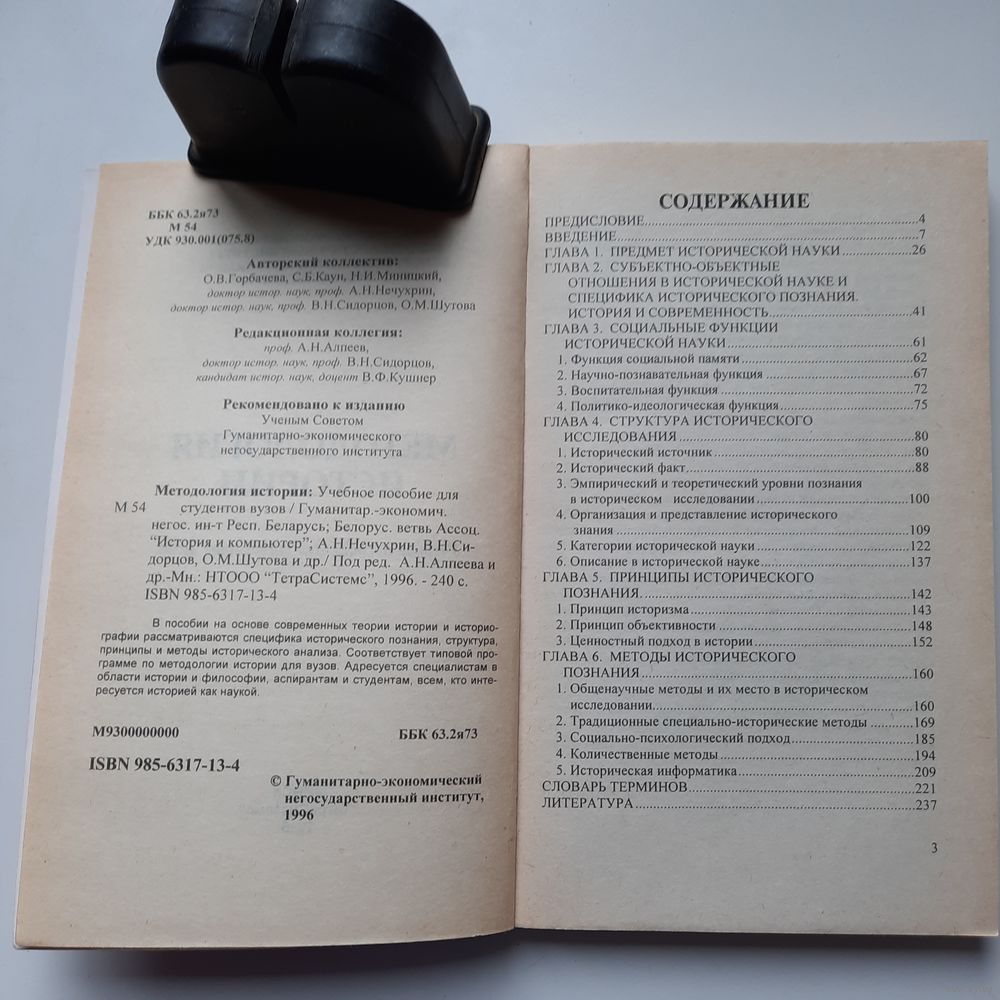 ББК 63.2я73
М 54
УДК 930.001(075.8)
Авторский коллектив:
О.В.Горбачева, С.Б.Каун, Н.И.Миницкий,
доктор истор. наук, проф. А.Н.Нечухрин,
доктор истор. наук, проф. В.Н.Сидорцов, О.М.Шутова
Редакционная коллегия:
проф. А.Н.Алпеев,
доктор истор. наук, проф. В.Н.Сидорцов,
кандидат истор. наук, доцент В.Ф.Кушнер
Рекомендовано к изданию
Ученым Советом
Гуманитарно-экономического
негосударственного института
Методология истории: Учебное пособие для
М 54 студентов вузов / Гуманитар.-экономич.
негос. ин-т Респ. Беларусь; Белорус. ветвь Ассоц.
“История и компьютер”; А.Н.Нечухрин, В.Н.Си-
дорцов, О.М.Шутова и др./ Под ред. А.Н.Алпеева и
др.-Мн.: НТООО “ТетраСистемс”, 1996. - 240 с.
ISBN 985-6317-13-4
В пособии на основе современных теории истории и историо-
графии рассматриваются специфика исторического познания, структура,
принципы и методы исторического анализа. Соответствует типовой про-
грамме по методологии истории для вузов. Адресуется специалистам в
области истории и философии, аспирантам и студентам, всем, кто инте-
ресуется историей как наукой.
М9300000000 ББК 63.2я73
ISBN 985-6317-13-4
© Гуманитарно-экономический
негосударственный институт,
1996
СОДЕРЖАНИЕ
ПРЕДИСЛОВИЕ...4
ВВЕДЕНИЕ...7
ГЛАВА 1. ПРЕДМЕТ ИСТОРИЧЕСКОЙ НАУКИ...26
ГЛАВА 2. СУБЪЕКТНО-ОБЪЕКТНЫЕ
ОТНОШЕНИЯ В ИСТОРИЧЕСКОЙ НАУКЕ И
СПЕЦИФИКА ИСТОРИЧЕСКОГО ПОЗНАНИЯ.
ИСТОРИЯ И СОВРЕМЕННОСТЬ...41
ГЛАВА 3. СОЦИАЛЬНЫЕ ФУНКЦИИ
ИСТОРИЧЕСКОЙ НАУКИ...61
1. Функция социальной памяти...62
2. Научно-познавательная функция...67
3. Воспитательная функция...72
4. Политико-идеологическая функция...75
ГЛАВА 4. СТРУКТУРА ИСТОРИЧЕСКОГО
ИССЛЕДОВАНИЯ...80
1. Исторический источник...80
2. Исторический факт...88
3. Эмпирический и теоретический уровни познания
в историческом исследовании...100
4. Организация и представление исторического
знания...109
5. Категории исторической науки...122
6. Описание в исторической науке...137
ГЛАВА 5. ПРИНЦИПЫ ИСТОРИЧЕСКОГО
ПОЗНАНИЯ...142
1. Принцип историзма...143
2. Принцип объективности...148
3. Ценностный подход в истории...152
ГЛАВА 6. МЕТОДЫ ИСТОРИЧЕСКОГО
ПОЗНАНИЯ...160
1. Общенаучные методы и их место в историческом
исследовании...160
2. Традиционные специально-исторические методы...169
3. Социально-психологический подход...185
4. Количественные методы...194
5. Историческая информатика...209
СЛОВАРЬ ТЕРМИНОВ...221
ЛИТЕРАТУРА...237
3